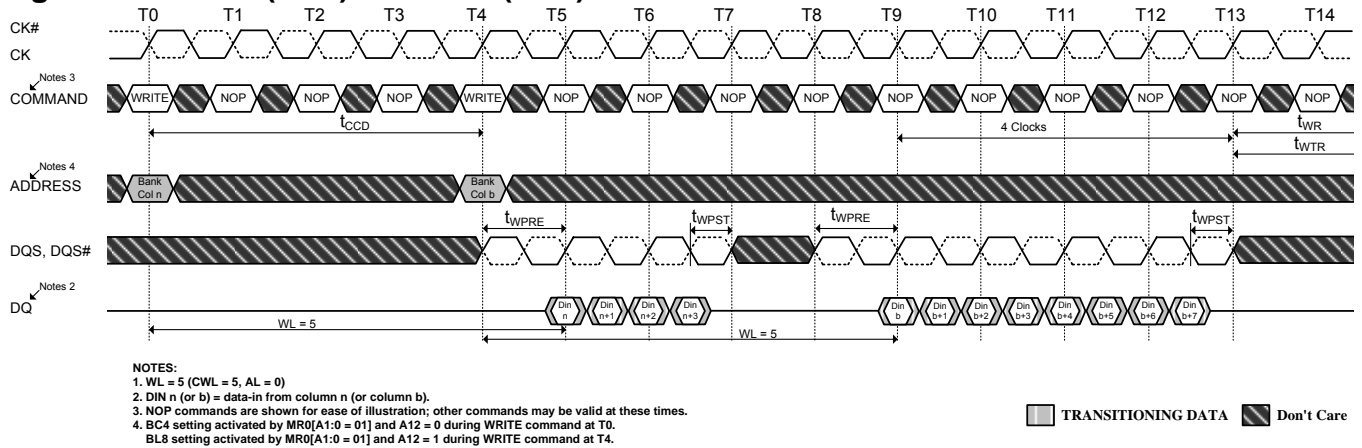 T0 T1 T2 T3 T4 T5 T6 T7 T8 T9 T10 T11 T12 T13 T14
CK#
CK
Notes 3
COMMAND
WRITE NOP NOP NOP WRITE NOP NOP NOP NOP NOP NOP NOP NOP NOP NOP
tCCD
4 Clocks
tWR
tWTR
Notes 4
ADDRESS
Bank
Col n
Bank
Col b
tWPRE tWPST tWPRE tWPST
DQS, DQS#
Notes 2
DQ
Din
n
Din
n+1
Din
n+2
Din
n+3
Din
b
Din
b+1
Din
b+2
Din
b+3
Din
b+4
Din
b+5
Din
b+6
Din
b+7
WL = 5
WL = 5
NOTES:
1. WL = 5 (CWL = 5, AL = 0)
2. DIN n (or b) = data-in from column n (or column b).
3. NOP commands are shown for ease of illustration; other commands may be valid at these times.
4. BC4 setting activated by MR0[A1:0 = 01] and A12 = 0 during WRITE command at T0.
BL8 setting activated by MR0[A1:0 = 01] and A12 = 1 during WRITE command at T4.
TRANSITIONING DATA
Don't Care